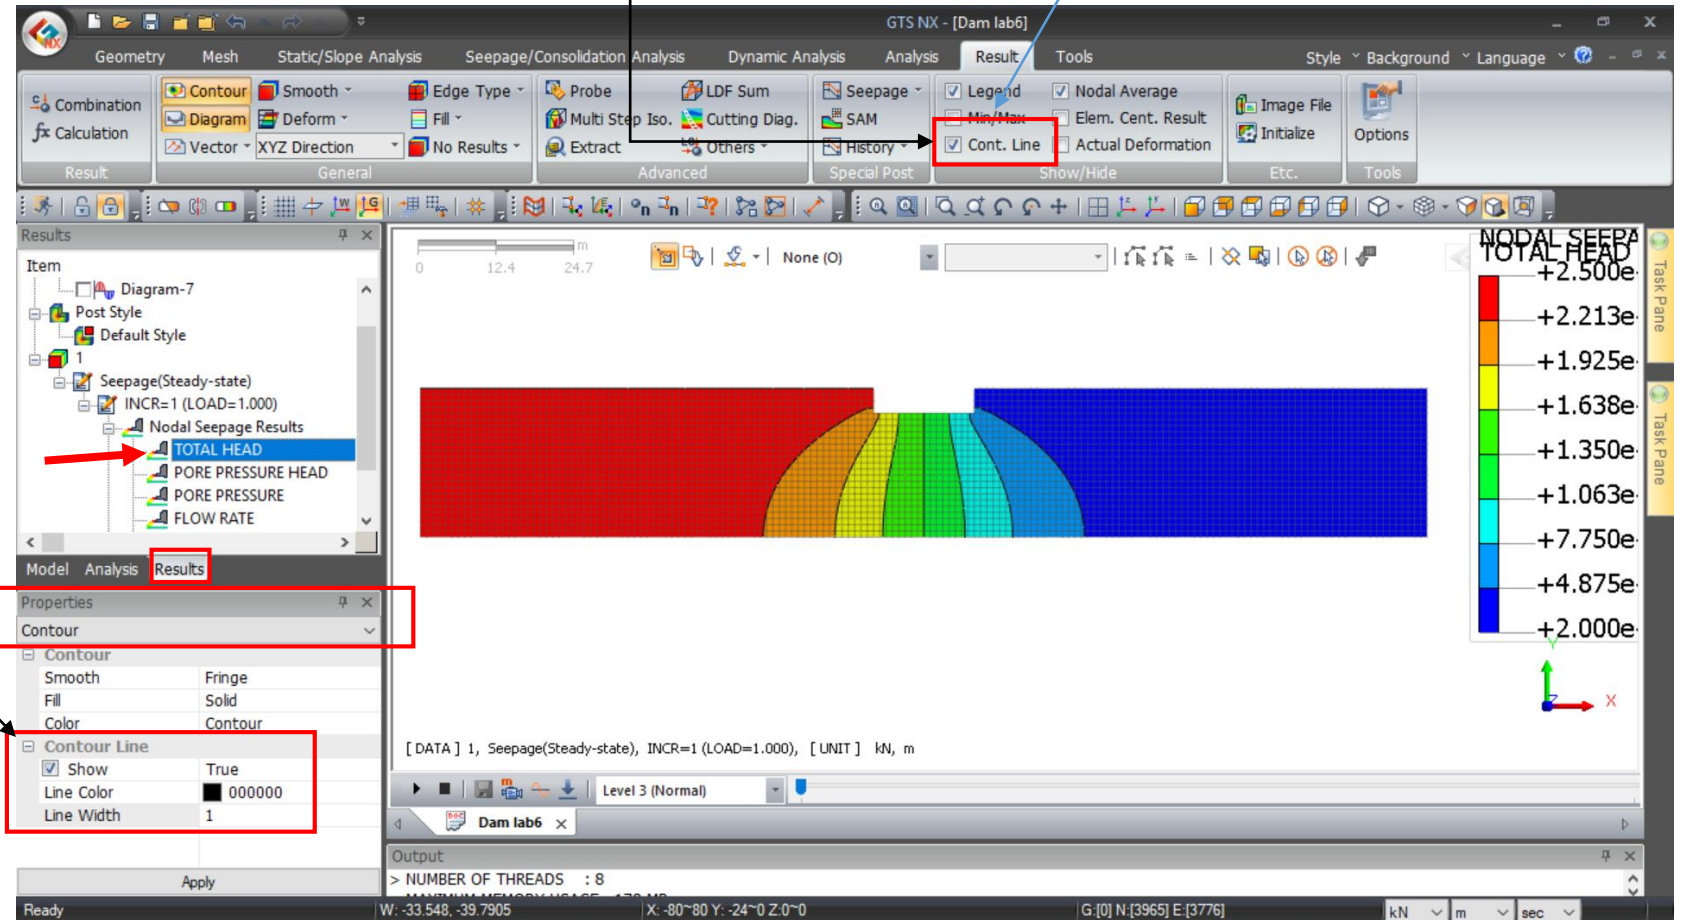 GTS NX - [Dam lab6]
Geometry Mesh Static/Slope Analysis Seepage/Consolidation Analysis Dynamic Analysis Analysis Result Tools Style Background Language
Combination Contour Smooth Edge Type Probe LDF Sum Seepage Legend Nodal Average Image File
Calculation Diagram Deform Fill Multi Step Iso. Cutting Diag. SAM Min/Max Elem. Cent. Result Initialize Options
Vector XYZ Direction No Results Extract Others History Cont. Line Actual Deformation
Result General Advanced Special Post Show/Hide Etc. Tools
Results
Item
Diagram-7
Post Style
Default Style
1
Seepage(Steady-state)
INCR=1 (LOAD=1.000)
Nodal Seepage Results
TOTAL HEAD
PORE PRESSURE HEAD
PORE PRESSURE
FLOW RATE
Model Analysis Results
Properties
Contour
Contour
Smooth Fringe
Fill Solid
Color Contour
Contour Line
Show True
Line Color 000000
Line Width 1
Apply
m
0 12.4 24.7
None (O)
NODAL SEEPA
TOTAL HEAD
+2.500e
+2.213e
+1.925e
+1.638e
+1.350e
+1.063e
+7.750e
+4.875e
+2.000e
Y
Z X
[ DATA ] 1, Seepage(Steady-state), INCR=1 (LOAD=1.000), [ UNIT ] kN, m
Level 3 (Normal)
Dam lab6
Task Pane
Task Pane
Output
> NUMBER OF THREADS : 8
Ready W: -33.548, -39.7905 X: -80~80 Y: -24~0 Z:0~0 G:[0] N:[3965] E:[3776] kN m sec